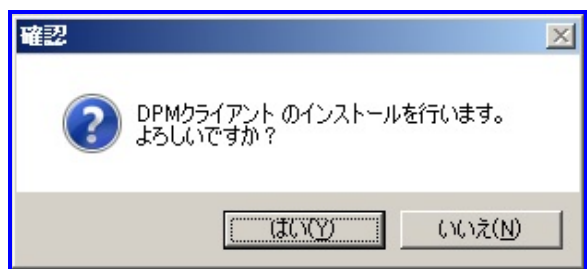 確認
DPMクライアント のインストールを行います。
よろしいですか？
はい(Y)
いいえ(N)